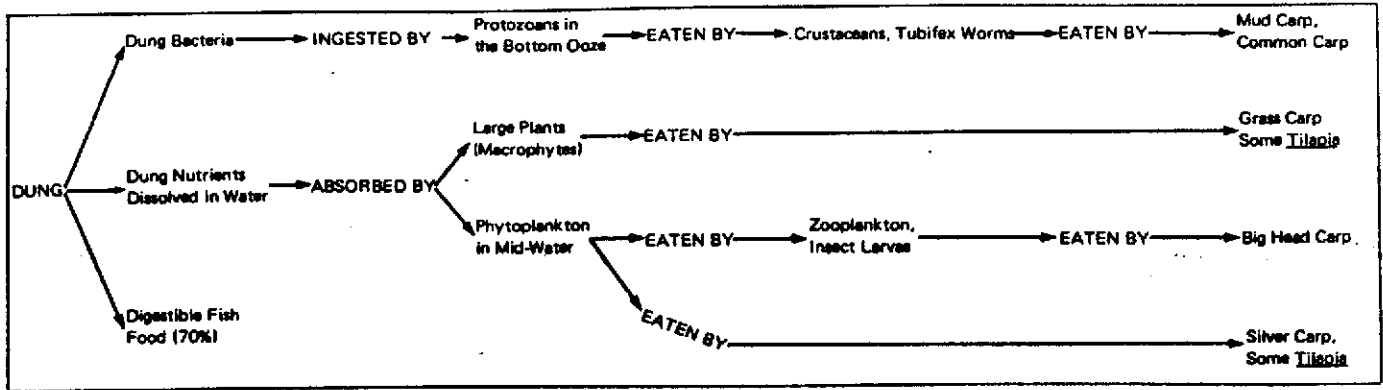 DUNG
Dung Bacteria
INGESTED BY
Protozoans in
the Bottom Ooze
EATEN BY
Crustaceans, Tubifex Worms
EATEN BY
Mud Carp,
Common Carp
Dung Nutrients
Dissolved in Water
ABSORBED BY
Large Plants
(Macrophytes)
EATEN BY
Grass Carp
Some Tilapia
Phytoplankton
in Mid-Water
EATEN BY
Zooplankton,
Insect Larvae
EATEN BY
Big Head Carp
EATEN BY
Silver Carp,
Some Tilapia
Digestible Fish
Food (70%)